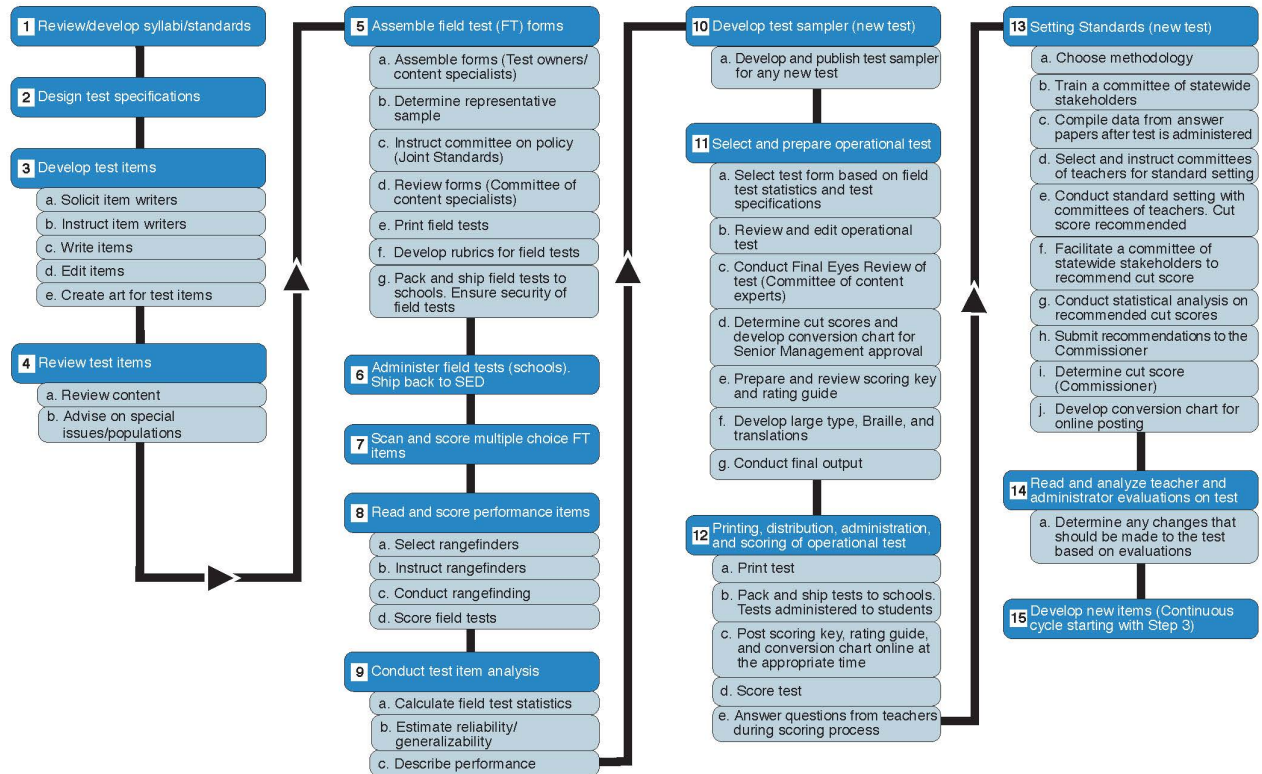 1 Review/develop syllabi/standards
2 Design test specifications
3 Develop test items
a. Solicit item writers
b. Instruct item writers
c. Write items
d. Edit items
e. Create art for test items
4 Review test items
a. Review content
b. Advise on special
issues/populations
5 Assemble field test (FT) forms
a. Assemble forms (Test owners/
content specialists)
b. Determine representative
sample
c. Instruct committee on policy
(Joint Standards)
d. Review forms (Committee of
content specialists)
e. Print field tests
f. Develop rubrics for field tests
g. Pack and ship field tests to
schools. Ensure security of
field tests
6 Administer field tests (schools).
Ship back to SED
7 Scan and score multiple choice FT
items
8 Read and score performance items
a. Select rangefinders
b. Instruct rangefinders
c. Conduct rangefinding
d. Score field tests
9 Conduct test item analysis
a. Calculate field test statistics
b. Estimate reliability/
generalizability
c. Describe performance
10 Develop test sampler (new test)
a. Develop and publish test sampler
for any new test
11 Select and prepare operational test
a. Select test form based on field
test statistics and test
specifications
b. Review and edit operational
test
c. Conduct Final Eyes Review of
test (Committee of content
experts)
d. Determine cut scores and
develop conversion chart for
Senior Management approval
e. Prepare and review scoring key
and rating guide
f. Develop large type, Braille, and
translations
g. Conduct final output
12 Printing, distribution, administration,
and scoring of operational test
a. Print test
b. Pack and ship tests to schools.
Tests administered to students
c. Post scoring key, rating guide,
and conversion chart online at
the appropriate time
d. Score test
e. Answer questions from teachers
during scoring process
13 Setting Standards (new test)
a. Choose methodology
b. Train a committee of statewide
stakeholders
c. Compile data from answer
papers after test is administered
d. Select and instruct committees
of teachers for standard setting
e. Conduct standard setting with
committees of teachers. Cut
score recommended
f. Facilitate a committee of
statewide stakeholders to
recommend cut score
g. Conduct statistical analysis on
recommended cut scores
h. Submit recommendations to the
Commissioner
i. Determine cut score
(Commissioner)
j. Develop conversion chart for
online posting
14 Read and analyze teacher and
administrator evaluations on test
a. Determine any changes that
should be made to the test
based on evaluations
15 Develop new items (Continuous
cycle starting with Step 3)